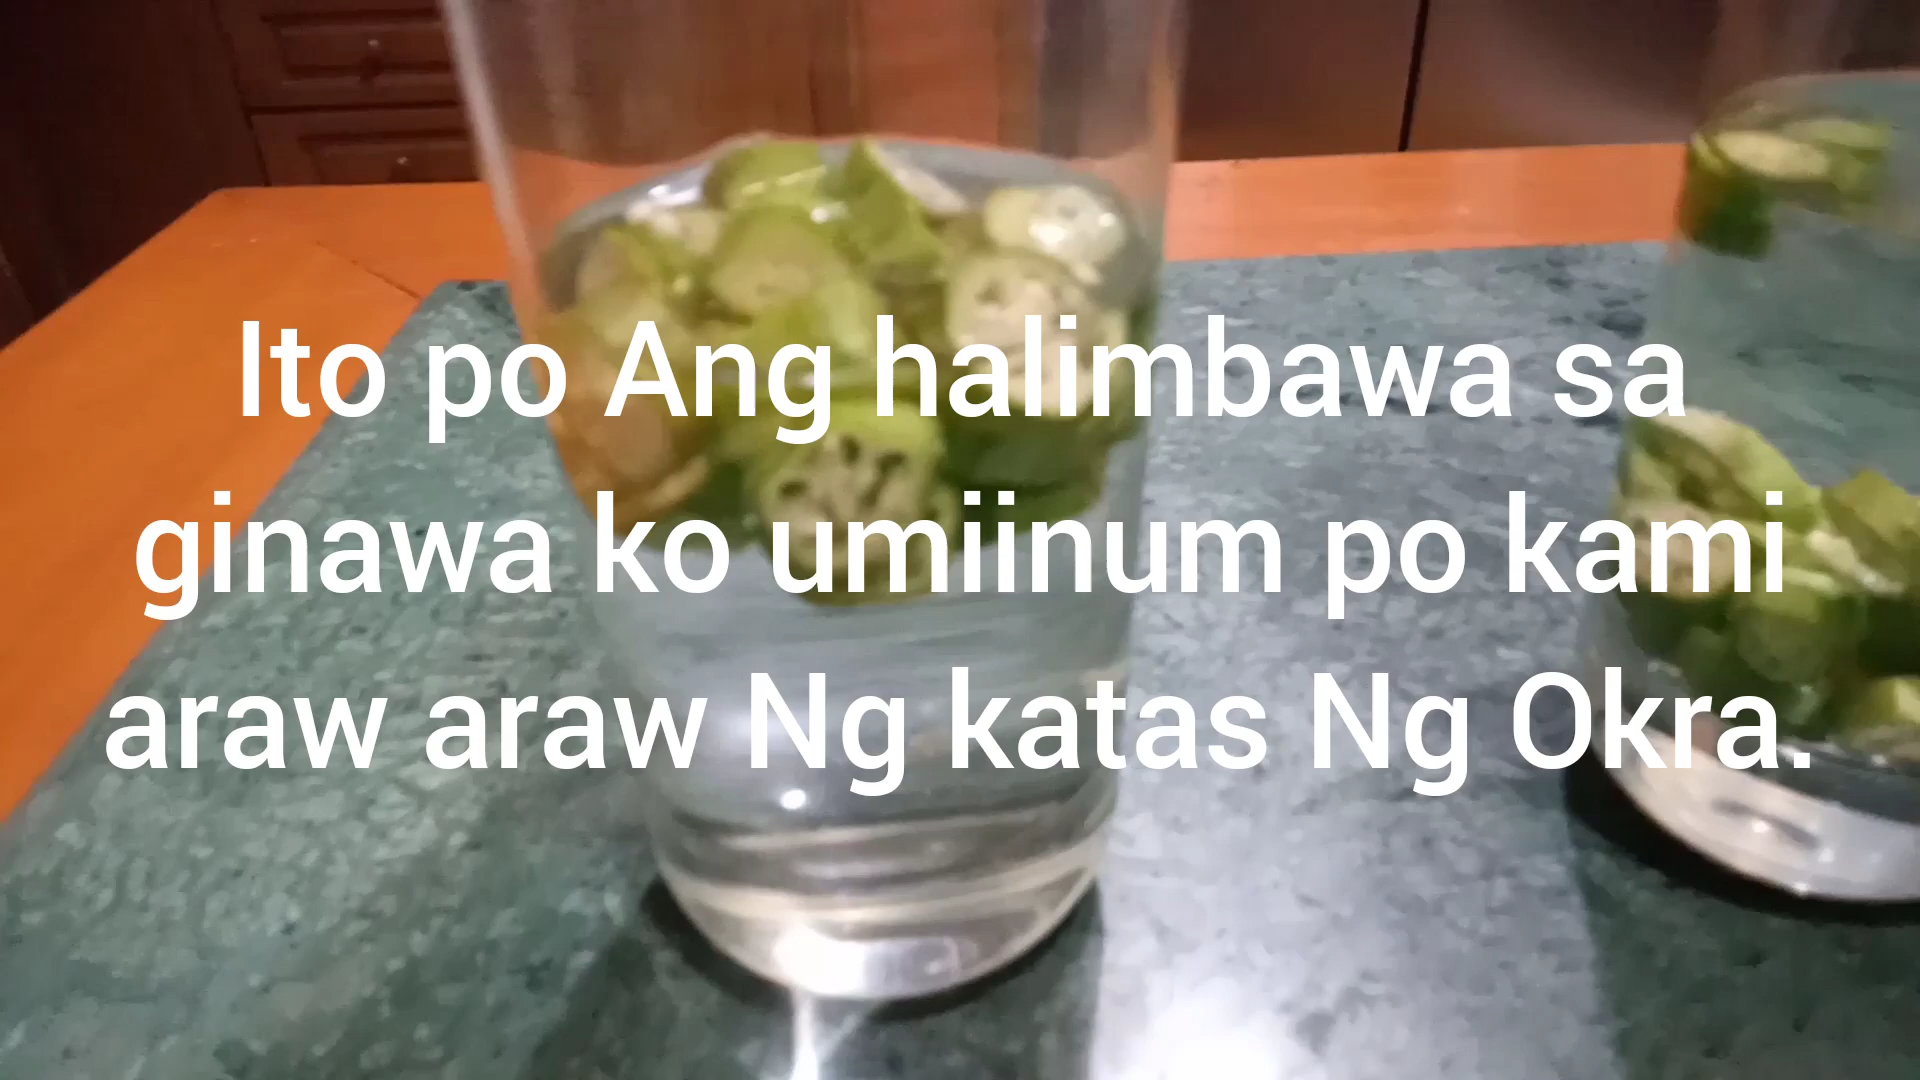 Ito po Ang halimbawa sa
ginawa ko umiinum po kami
araw araw Ng katas Ng Okra.